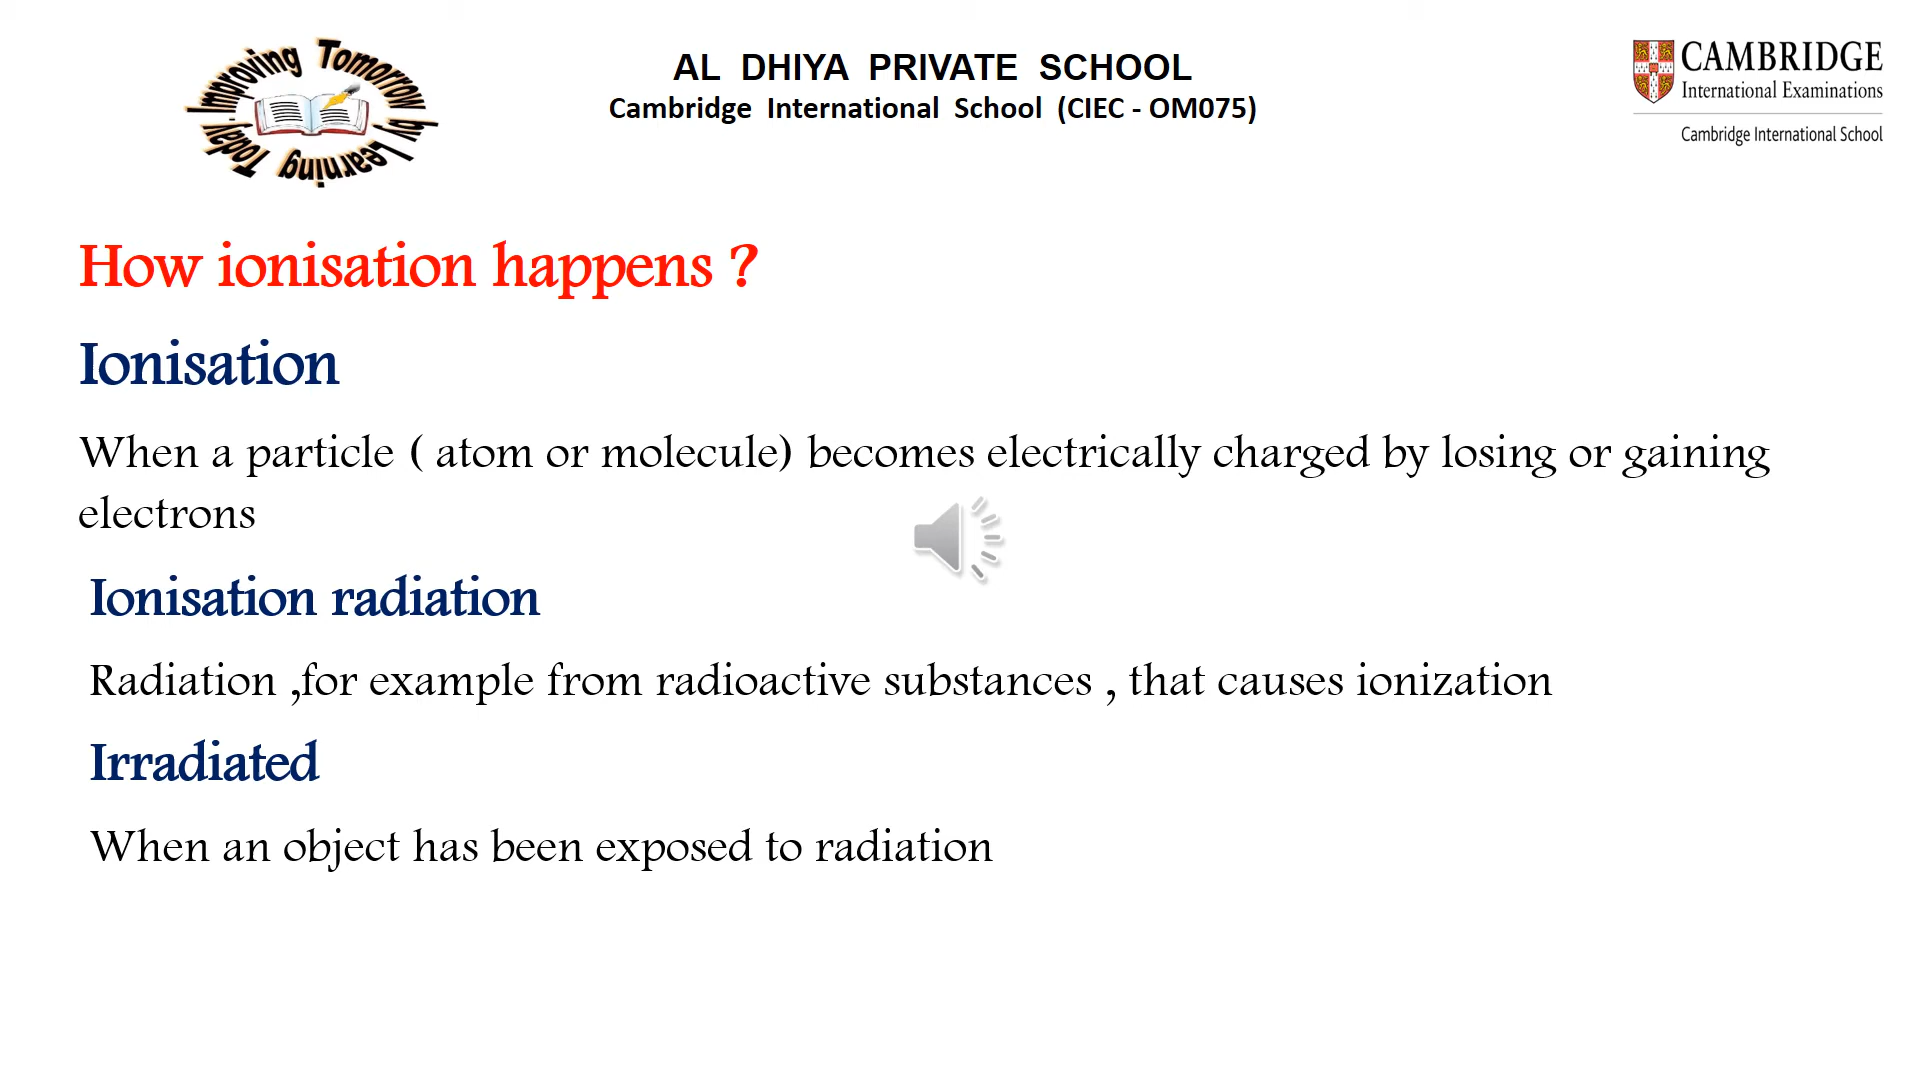 Improving Tomorrow by Learning Today.
AL DHIYA PRIVATE SCHOOL
Cambridge International School (CIEC - OM075)
CAMBRIDGE
International Examinations
Cambridge International School
How ionisation happens ?
Ionisation
When a particle ( atom or molecule) becomes electrically charged by losing or gaining
electrons
Ionisation radiation
Radiation ,for example from radioactive substances , that causes ionization
Irradiated
When an object has been exposed to radiation